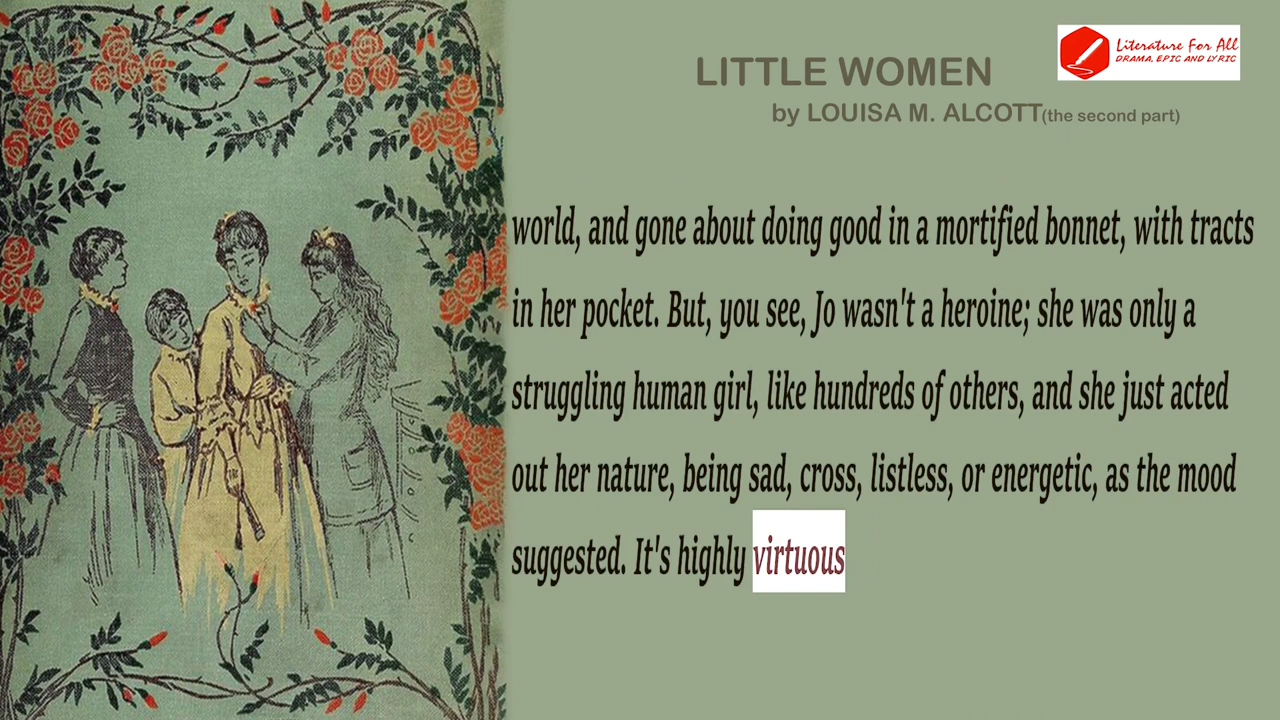 LITTLE WOMEN
by LOUISA M. ALCOTT(the second part)
Literature For All
DRAMA, EPIC AND LYRIC
world, and gone about doing good in a mortified bonnet, with tracts
in her pocket. But, you see, Jo wasn't a heroine; she was only a
struggling human girl, like hundreds of others, and she just acted
out her nature, being sad, cross, listless, or energetic, as the mood
suggested. It's highly virtuous